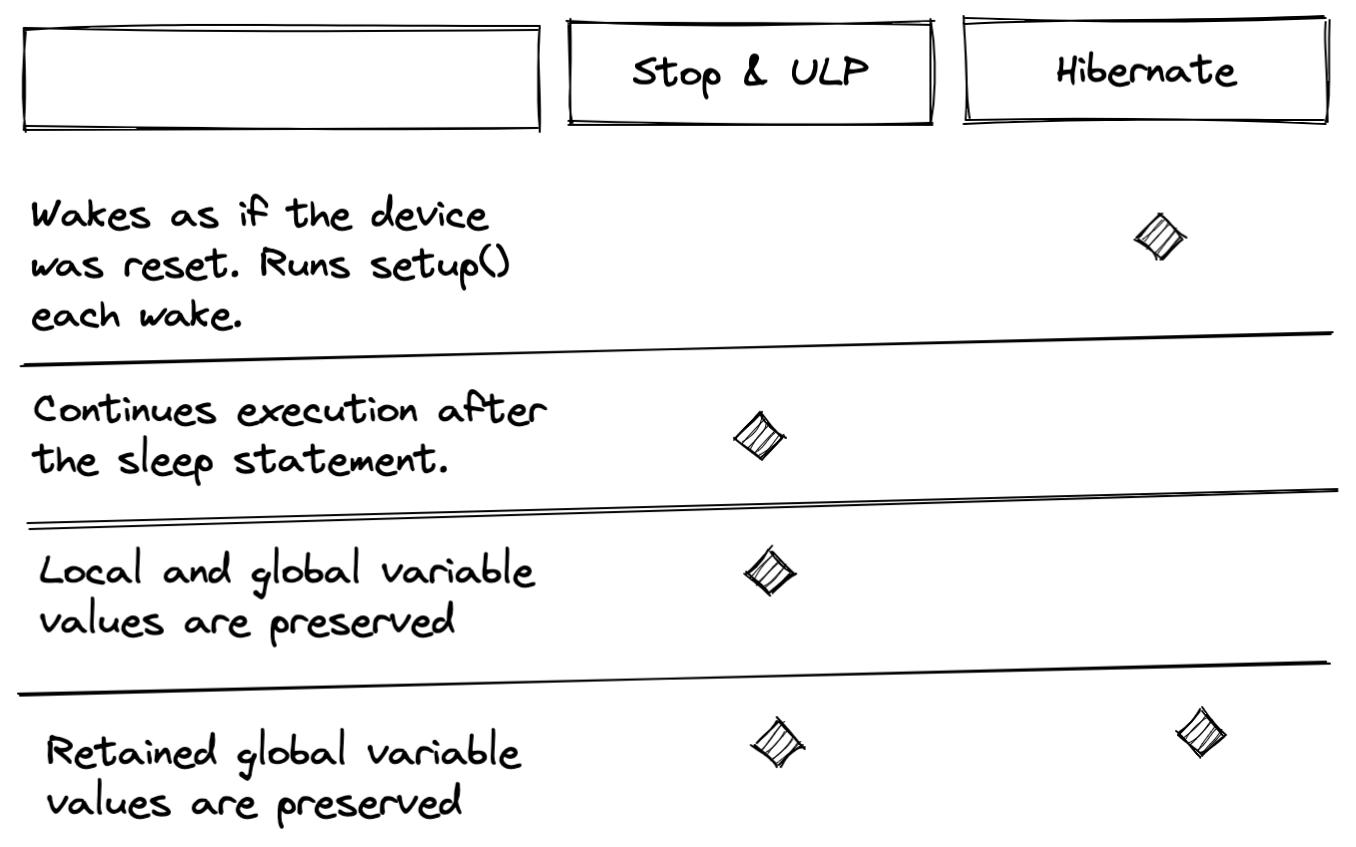 Stop & ULP
Hibernate
Wakes as if the device
was reset. Runs setup()
each wake.
Continues execution after
the sleep statement.
Local and global variable
values are preserved
Retained global variable
values are preserved